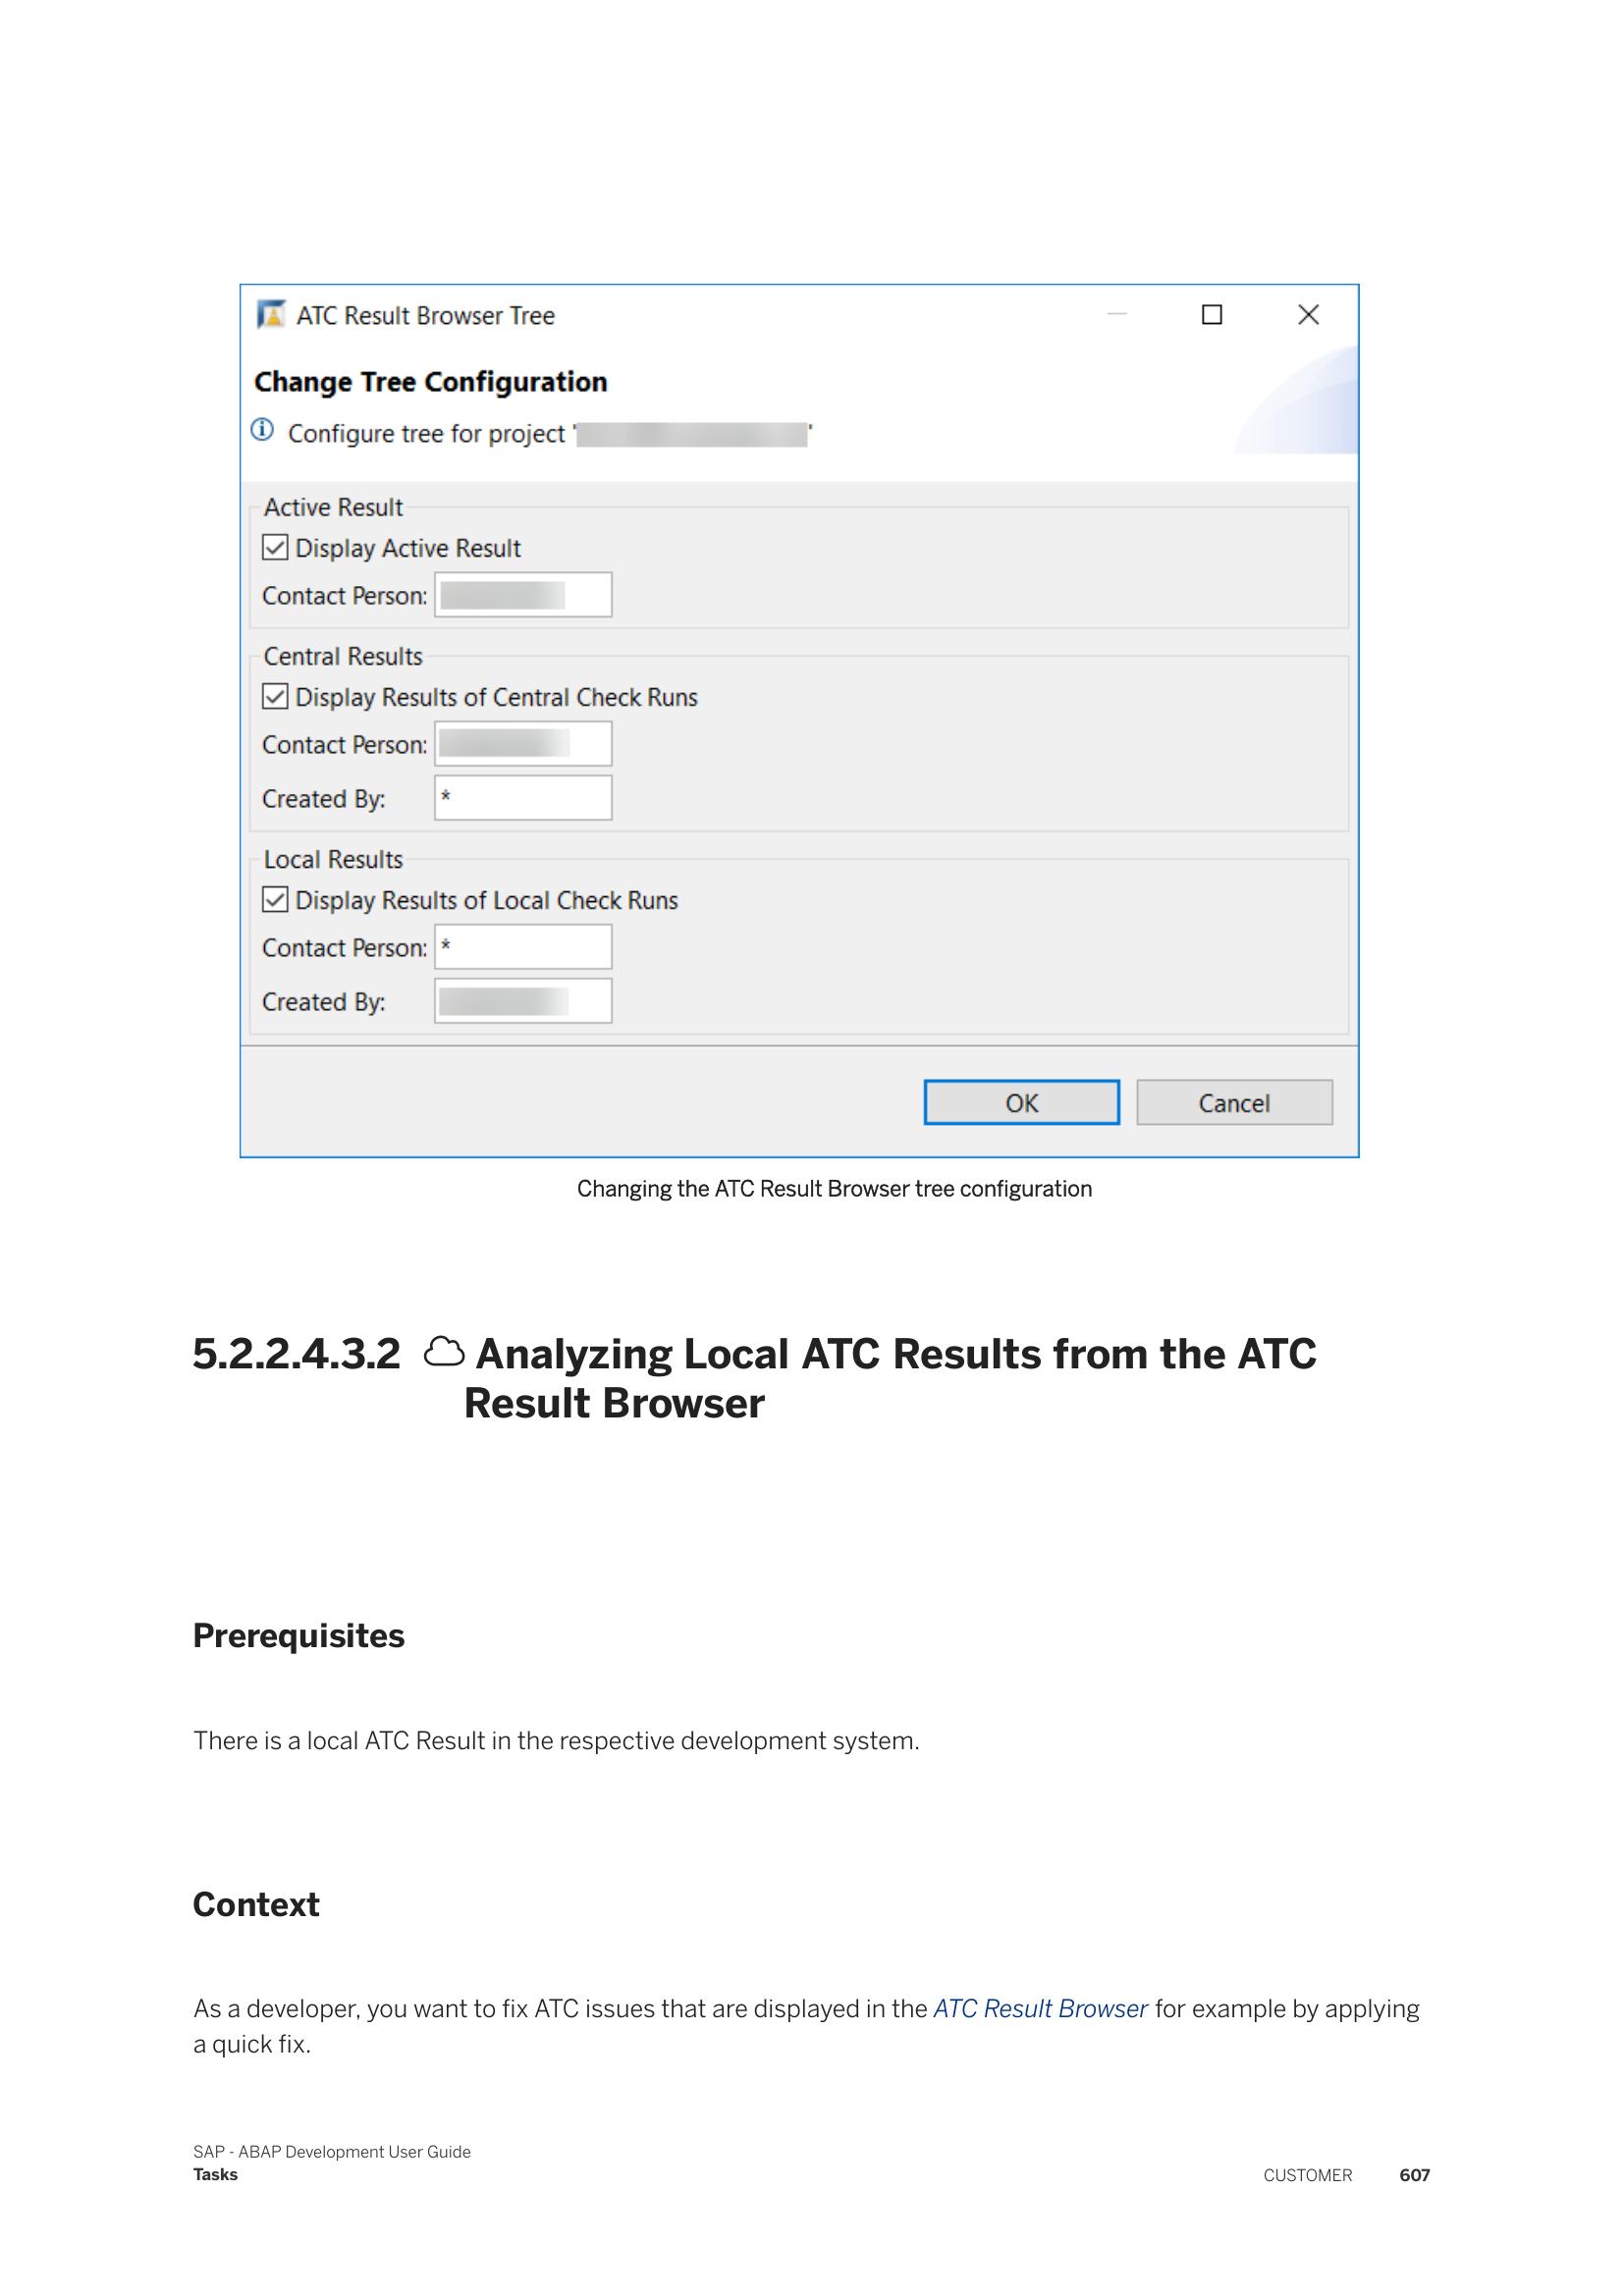 ATC Result Browser Tree
Change Tree Configuration
Configure tree for project ' '
Active Result
Display Active Result
Contact Person:
Central Results
Display Results of Central Check Runs
Contact Person:
Created By: *
Local Results
Display Results of Local Check Runs
Contact Person: *
Created By:
OK Cancel
Changing the ATC Result Browser tree configuration
5.2.2.4.3.2 Analyzing Local ATC Results from the ATC
Result Browser
Prerequisites
There is a local ATC Result in the respective development system.
Context
As a developer, you want to fix ATC issues that are displayed in the ATC Result Browser for example by applying
a quick fix.
SAP - ABAP Development User Guide
Tasks
CUSTOMER 607